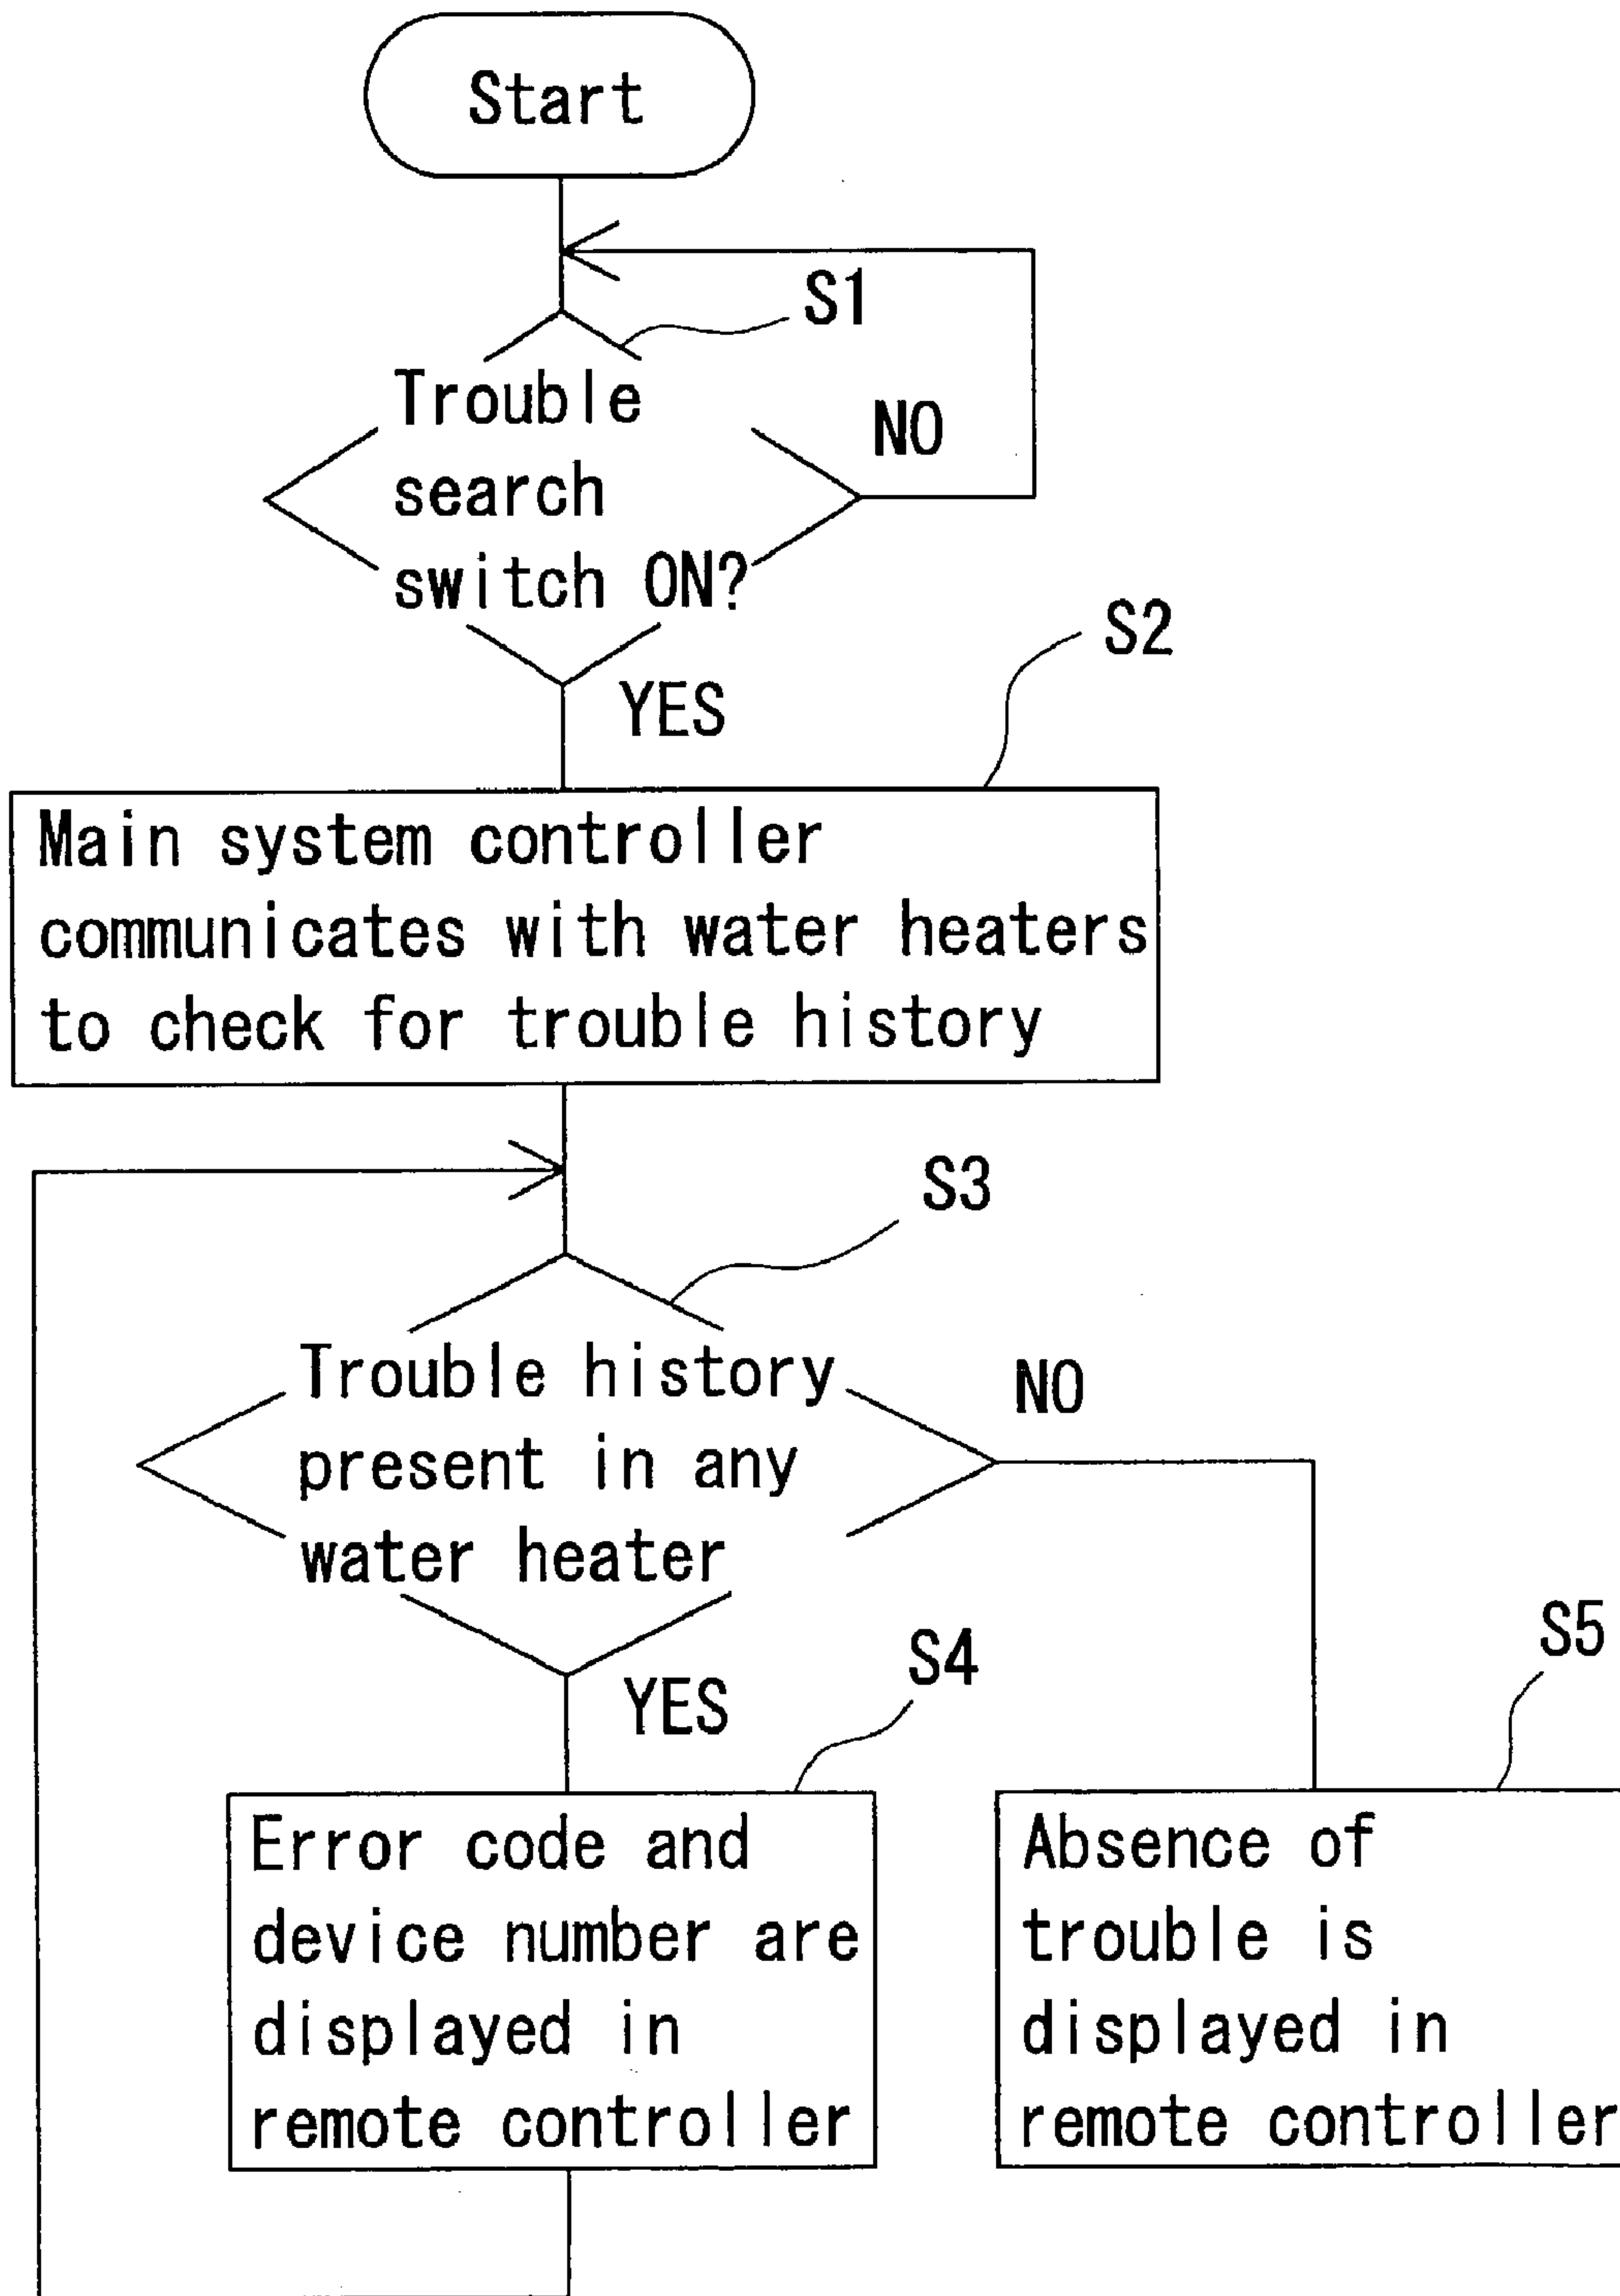 Start
S1
Trouble
search
switch ON?
NO
YES
S2
Main system controller
communicates with water heaters
to check for trouble history
S3
Trouble history
present in any
water heater
NO
YES
S4
Error code and
device number are
displayed in
remote controller
S5
Absence of
trouble is
displayed in
remote controller